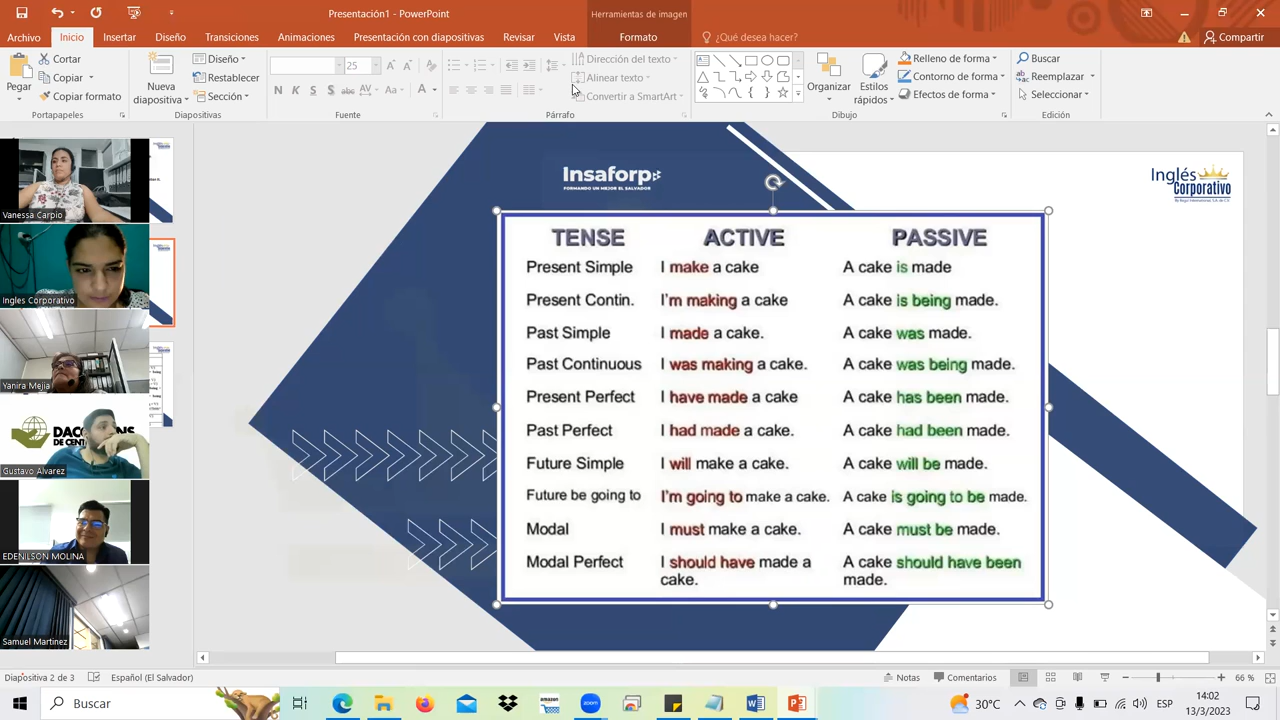 Presentación1 - PowerPoint
Herramientas de imagen
Archivo Inicio Insertar Diseño Transiciones Animaciones Presentación con diapositivas Revisar Vista Formato ¿Qué desea hacer? Compartir
Pegar
Cortar
Copiar
Copiar formato
Portapapeles
Nueva
diapositiva
Diseño
Restablecer
Sección
Diapositivas
25
N K S S abc AV Aa A
Fuente
Dirección del texto
Alinear texto
Convertir a SmartArt
Párrafo
Organizar
Estilos
rápidos
Relleno de forma
Contorno de forma
Efectos de forma
Dibujo
Buscar
Reemplazar
Seleccionar
Edición
Vanessa Carpio
Ingles Corporativo
Yanira Mejia
Gustavo Alvarez
EDENILSON MOLINA
Samuel Martinez
Insaforp
FORMANDO UN MEJOR EL SALVADOR
Inglés
Corporativo
TENSE ACTIVE PASSIVE
Present Simple I make a cake A cake is made
Present Contin. I'm making a cake A cake is being made.
Past Simple I made a cake. A cake was made.
Past Continuous I was making a cake. A cake was being made.
Present Perfect I have made a cake A cake has been made.
Past Perfect I had made a cake. A cake had been made.
Future Simple I will make a cake. A cake will be made.
Future be going to I'm going to make a cake. A cake is going to be made.
Modal I must make a cake. A cake must be made.
Modal Perfect I should have made a cake. A cake should have been made.
Diapositiva 2 de 3 Español (El Salvador) Notas Comentarios 66 %
Buscar
amazon
zoom
30°C ESP
14:02
13/3/2023